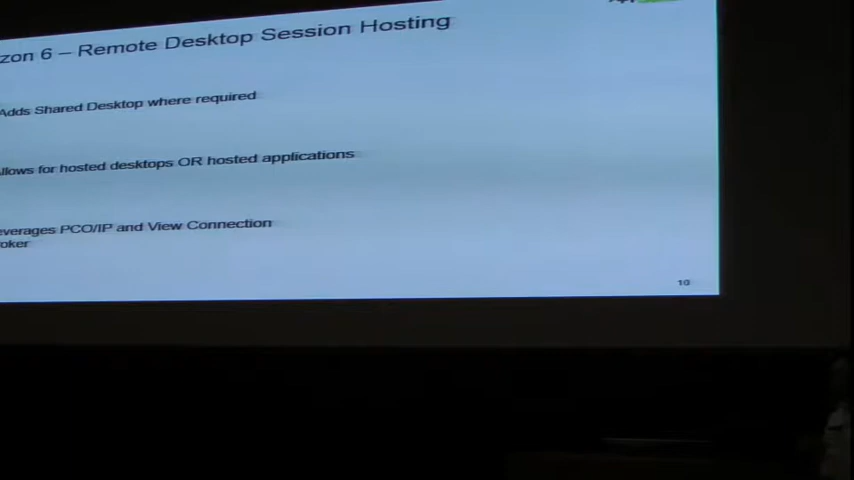 zon 6 – Remote Desktop Session Hosting
Adds Shared Desktop where required
llows for hosted desktops OR hosted applications
everages PCO/IP and View Connection
oker
10